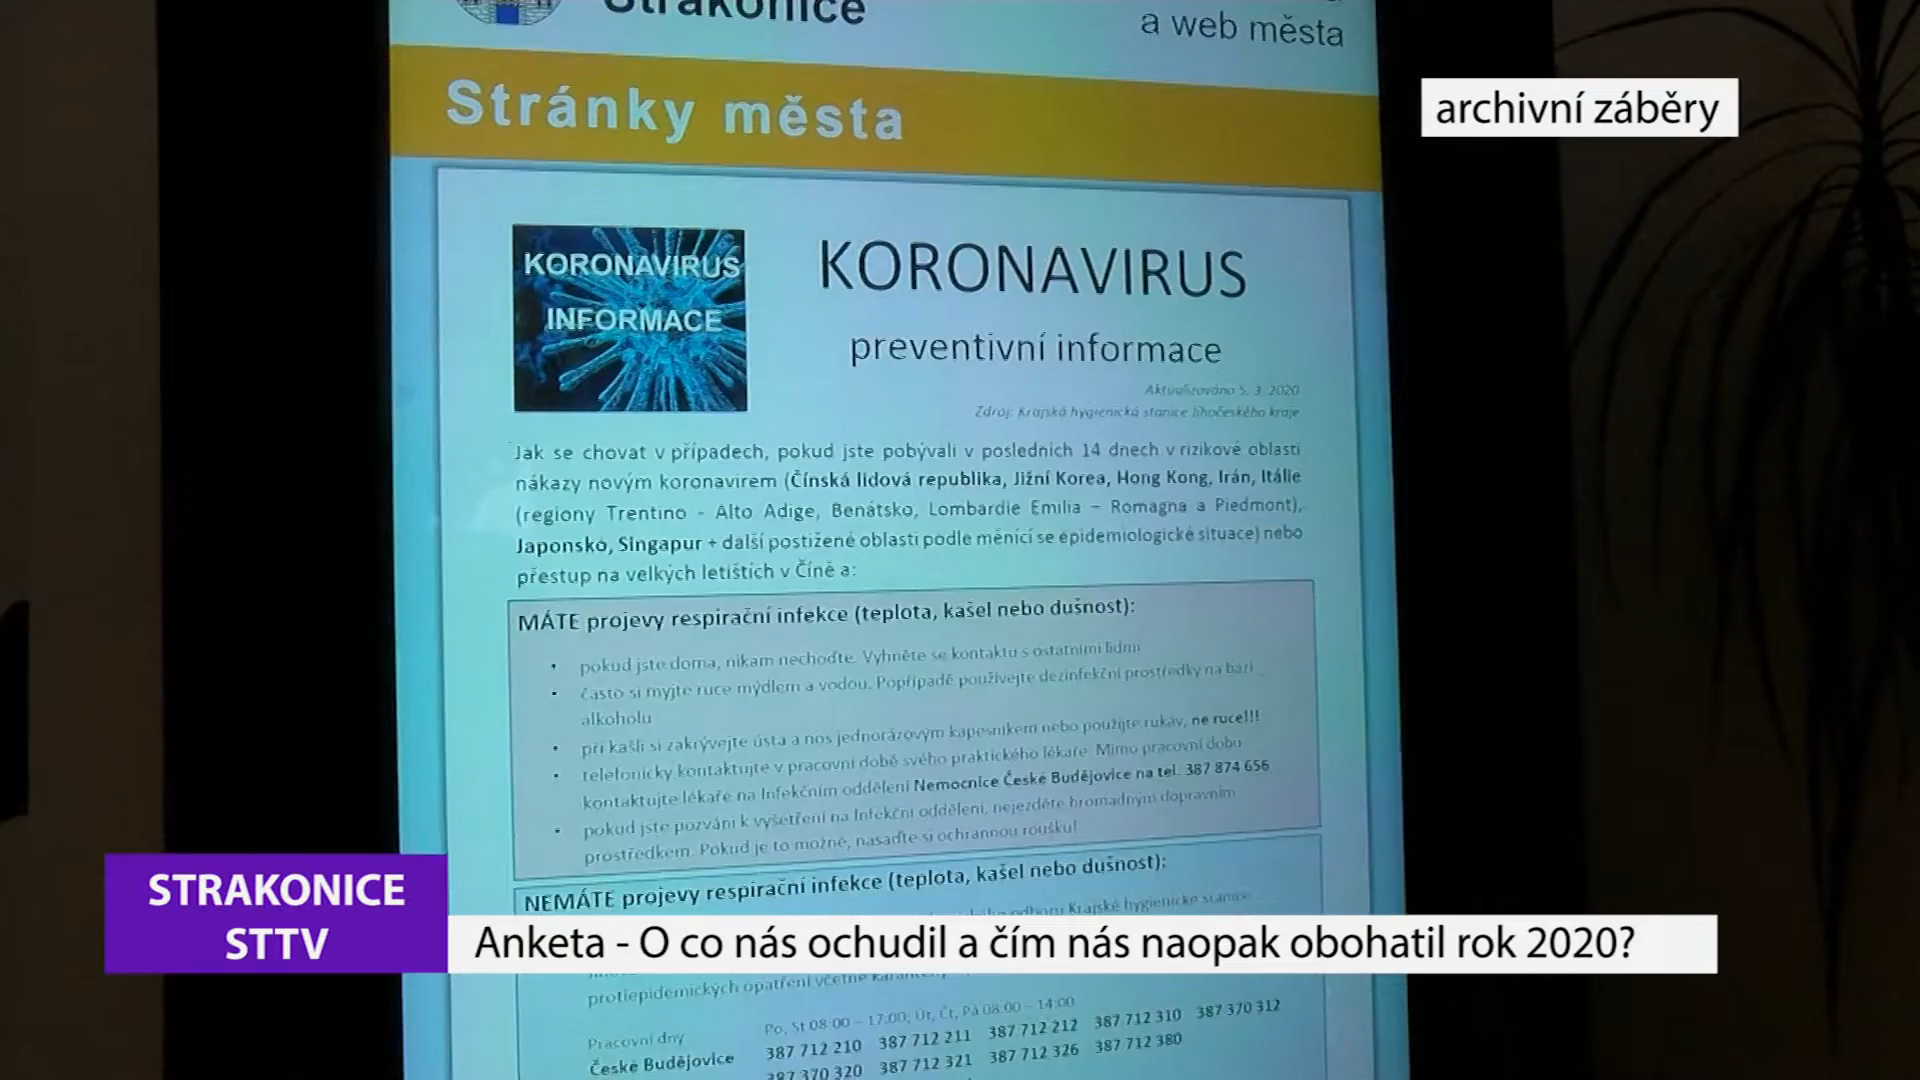 Strakonice
a web města
Stránky města
archivní záběry
KORONAVIRUS
INFORMACE
KORONAVIRUS
preventivní informace
Aktualizováno 5. 3. 2020
Zdroj: Krajská hygienická stanice Jihočeského kraje
Jak se chovat v případech, pokud jste pobývali v posledních 14 dnech v rizikové oblasti
nákazy novým koronavirem (Čínská lidová republika, Jižní Korea, Hong Kong, Irán, Itálie
(regiony Trentino - Alto Adige, Benátsko, Lombardie Emilia – Romagna a Piedmont),
Japonsko, Singapur + další postižené oblasti podle měnící se epidemiologické situace) nebo
přestup na velkých letištích v Číně a:
MÁTE projevy respirační infekce (teplota, kašel nebo dušnost):
• pokud jste doma, nikam nechoďte. Vyhněte se kontaktu s ostatními lidmi
• často si myjte ruce mýdlem a vodou. Popřípadě používejte dezinfekční prostředky na bázi
alkoholu
• při kašli si zakrývejte ústa a nos jednorázovým kapesníkem nebo použijte rukáv, ne ruce!!!
• telefonicky kontaktujte v pracovní době svého praktického lékaře. Mimo pracovní dobu
kontaktujte lékaře na Infekčním oddělení Nemocnice České Budějovice na tel. 387 874 656
• pokud jste pozváni k vyšetření na Infekční oddělení, nejezděte hromadným dopravním
prostředkem. Pokud je to možné, nasaďte si ochrannou roušku!
NEMÁTE projevy respirační infekce (teplota, kašel nebo dušnost):
odboru Krajské hygienické stanice
STRAKONICE
STTV
Anketa - O co nás ochudil a čím nás naopak obohatil rok 2020?
protiepidemických opatření včetně
Pracovní dny
Po, St 08:00 – 17:00; Út, Čt, Pá 08:00 – 14:00
České Budějovice
387 712 210 387 712 211 387 712 212 387 712 310 387 370 312
387 370 320 387 712 321 387 712 326 387 712 380